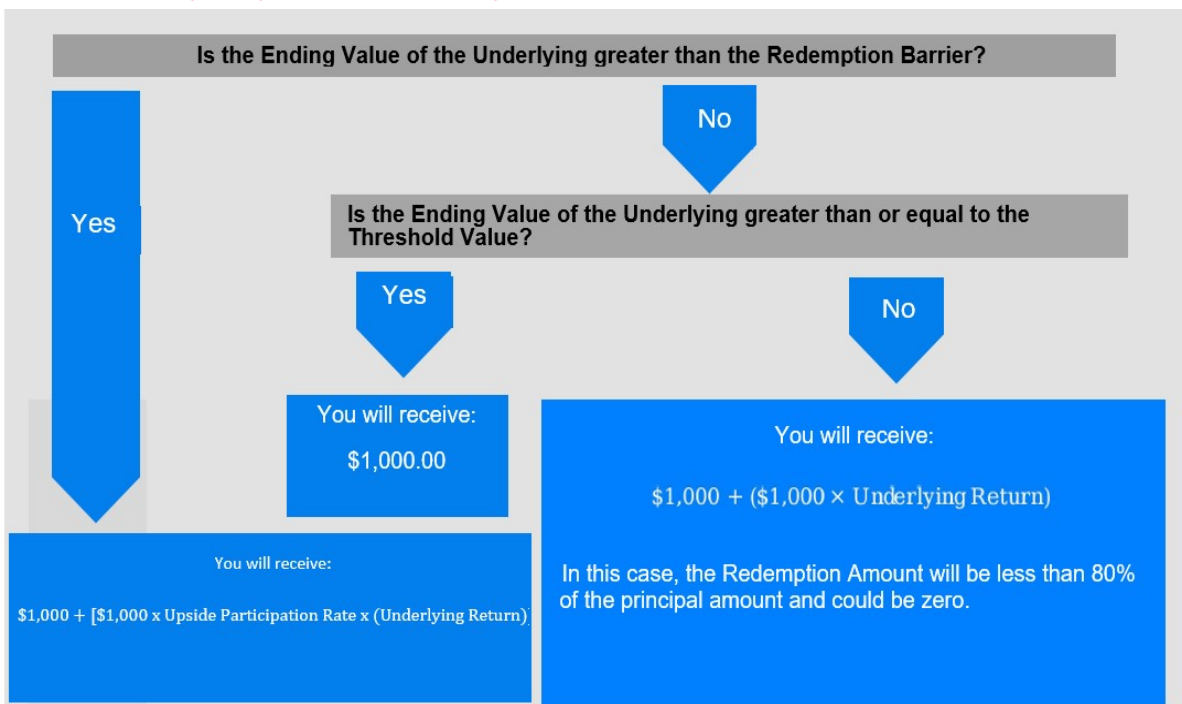 Is the Ending Value of the Underlying greater than the Redemption Barrier?
No
Yes
Is the Ending Value of the Underlying greater than or equal to the
Threshold Value?
Yes
No
You will receive:
$1,000.00
You will receive:
$1,000 + ($1,000 × Underlying Return)
In this case, the Redemption Amount will be less than 80%
of the principal amount and could be zero.
You will receive:
$1,000 + [$1,000 x Upside Participation Rate x (Underlying Return)]